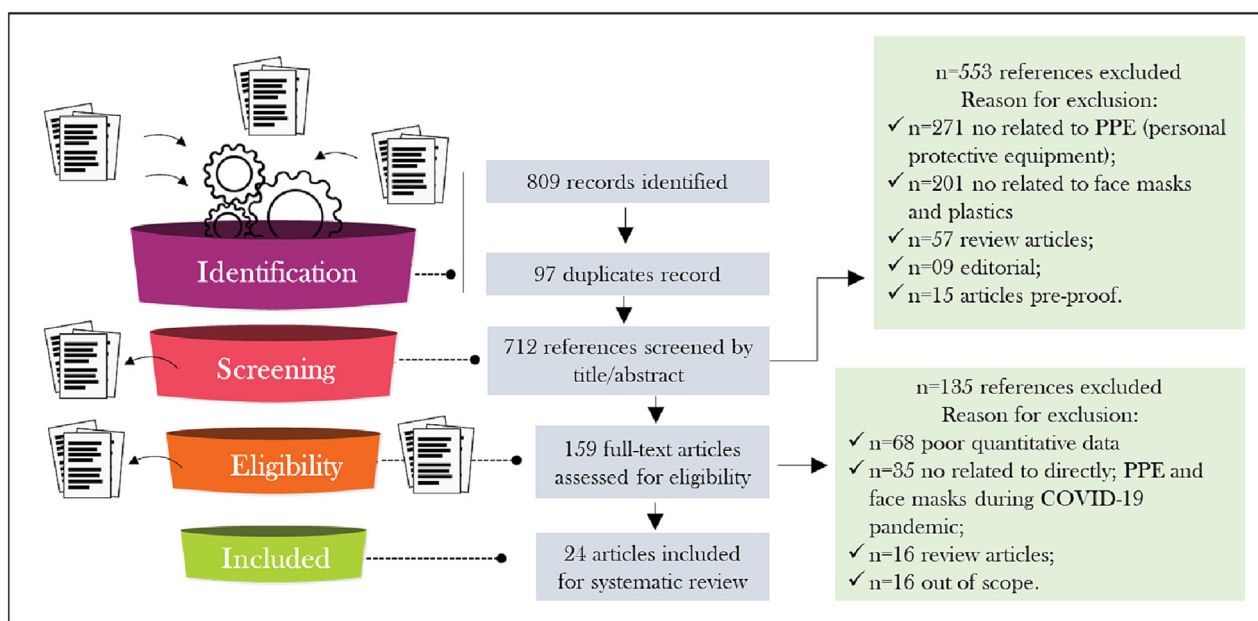 Identification
Screening
Eligibility
Included
809 records identified
97 duplicates record
712 references screened by
title/abstract
159 full-text articles
assessed for eligibility
24 articles included
for systematic review
n=553 references excluded
Reason for exclusion:
✓ n=271 no related to PPE (personal
protective equipment);
✓ n=201 no related to face masks
and plastics
✓ n=57 review articles;
✓ n=09 editorial;
✓ n=15 articles pre-proof.
n=135 references excluded
Reason for exclusion:
✓ n=68 poor quantitative data
✓ n=35 no related to directly; PPE and
face masks during COVID-19
pandemic;
✓ n=16 review articles;
✓ n=16 out of scope.